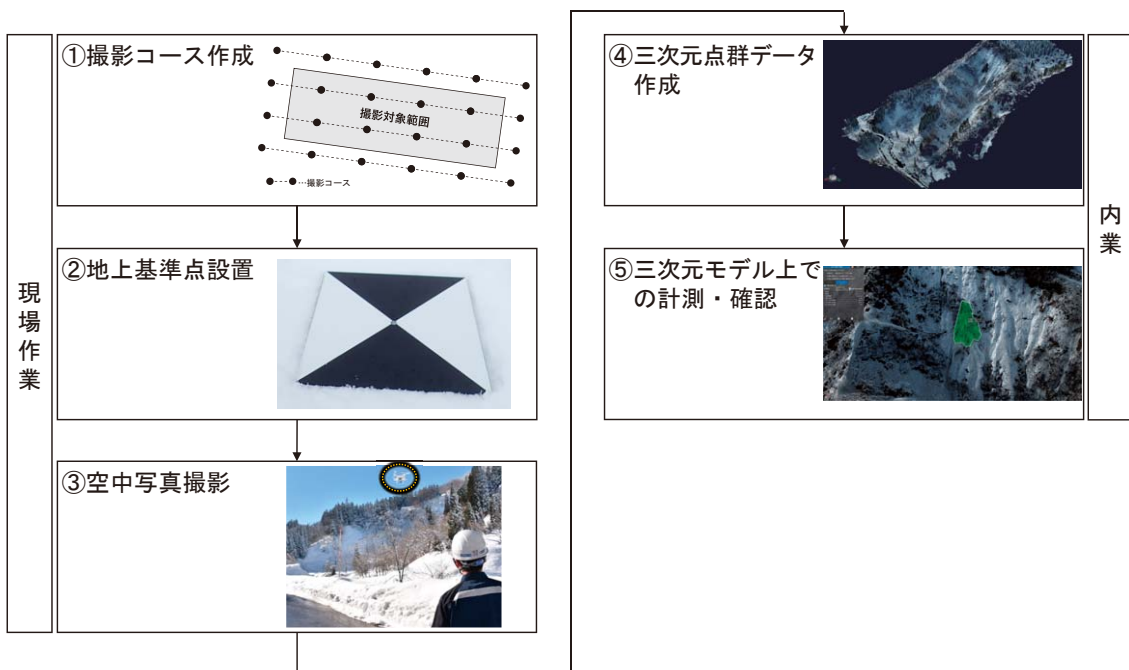 現場作業
①撮影コース作成
撮影対象範囲
…撮影コース
②地上基準点設置
③空中写真撮影
内業
④三次元点群データ
作成
⑤三次元モデル上で
の計測・確認